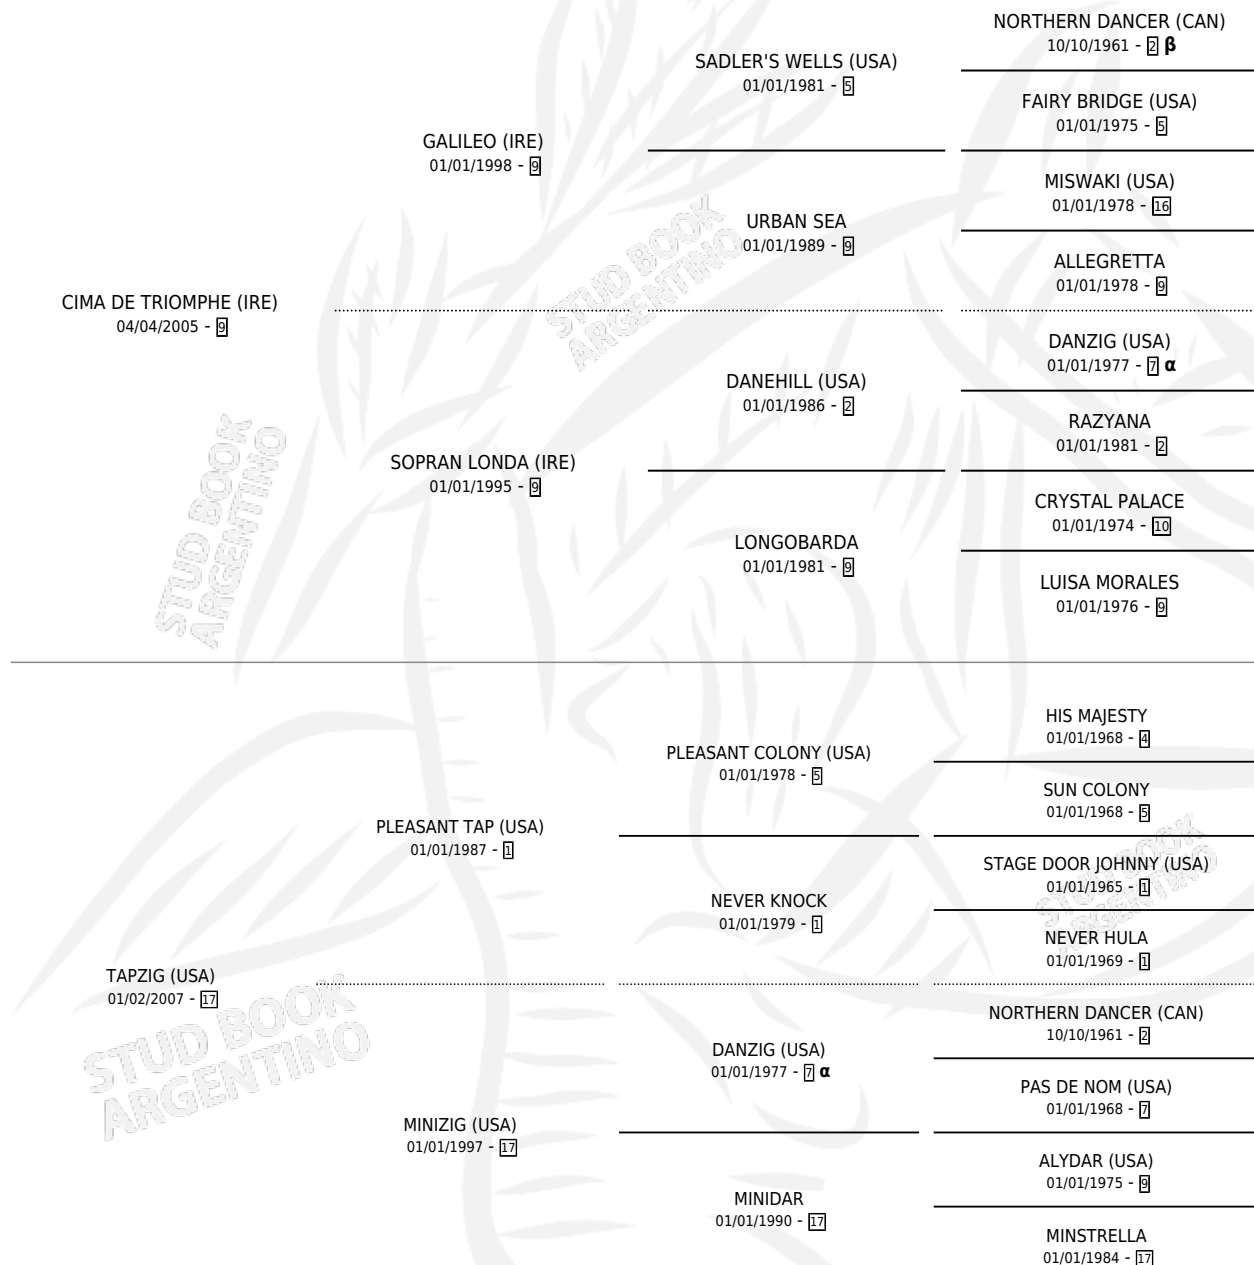 NORTHERN DANCER (CAN)
10/10/1961 - 2 β
SADLER'S WELLS (USA)
01/01/1981 - 5
FAIRY BRIDGE (USA)
01/01/1975 - 5
GALILEO (IRE)
01/01/1998 - 9
MISWAKI (USA)
01/01/1978 - 16
URBAN SEA
01/01/1989 - 9
ALLEGRETTA
01/01/1978 - 9
STUD BOOK
ARGENTINO
CIMA DE TRIOMPHE (IRE)
04/04/2005 - 9
DANZIG (USA)
01/01/1977 - 7 α
DANEHILL (USA)
01/01/1986 - 2
RAZYANA
01/01/1981 - 2
SOPRAN LONDA (IRE)
01/01/1995 - 9
CRYSTAL PALACE
01/01/1974 - 10
LONGOBARDA
01/01/1981 - 9
LUISA MORALES
01/01/1976 - 9
STUD BOOK
ARGENTINO
HIS MAJESTY
01/01/1968 - 4
PLEASANT COLONY (USA)
01/01/1978 - 5
SUN COLONY
01/01/1968 - 5
PLEASANT TAP (USA)
01/01/1987 - 1
STAGE DOOR JOHNNY (USA)
01/01/1965 - 1
NEVER KNOCK
01/01/1979 - 1
NEVER HULA
01/01/1969 - 1
STUD BOOK
ARGENTINO
TAPZIG (USA)
01/02/2007 - 17
NORTHERN DANCER (CAN)
10/10/1961 - 2
DANZIG (USA)
01/01/1977 - 7 α
PAS DE NOM (USA)
01/01/1968 - 7
MINIZIG (USA)
01/01/1997 - 17
ALYDAR (USA)
01/01/1975 - 9
MINIDAR
01/01/1990 - 17
MINSTRELLA
01/01/1984 - 17
STUD BOOK
ARGENTINO